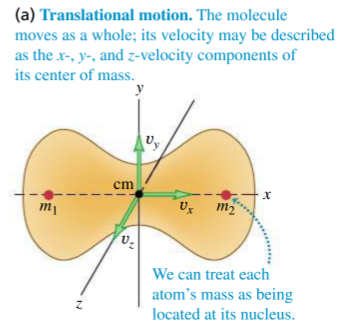 (a) Translational motion. The molecule
moves as a whole; its velocity may be described
as the x-, y-, and z-velocity components of
its center of mass.
y
v_y
cm
m₁
v_x
m₂
x
v_z
z
We can treat each
atom's mass as being
located at its nucleus.